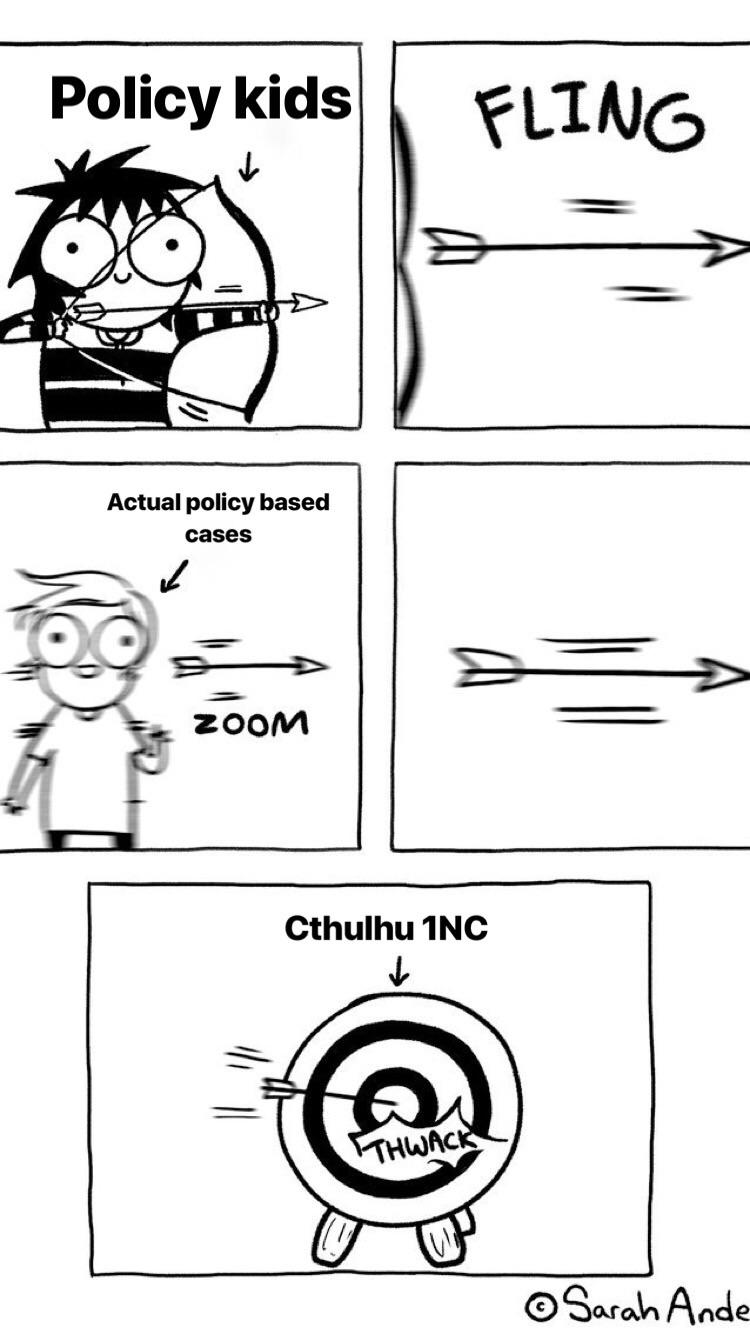 Policy kids
FLING
Actual policy based
cases
ZOOM
Cthulhu 1NC
THWACK
© Sarah Ande